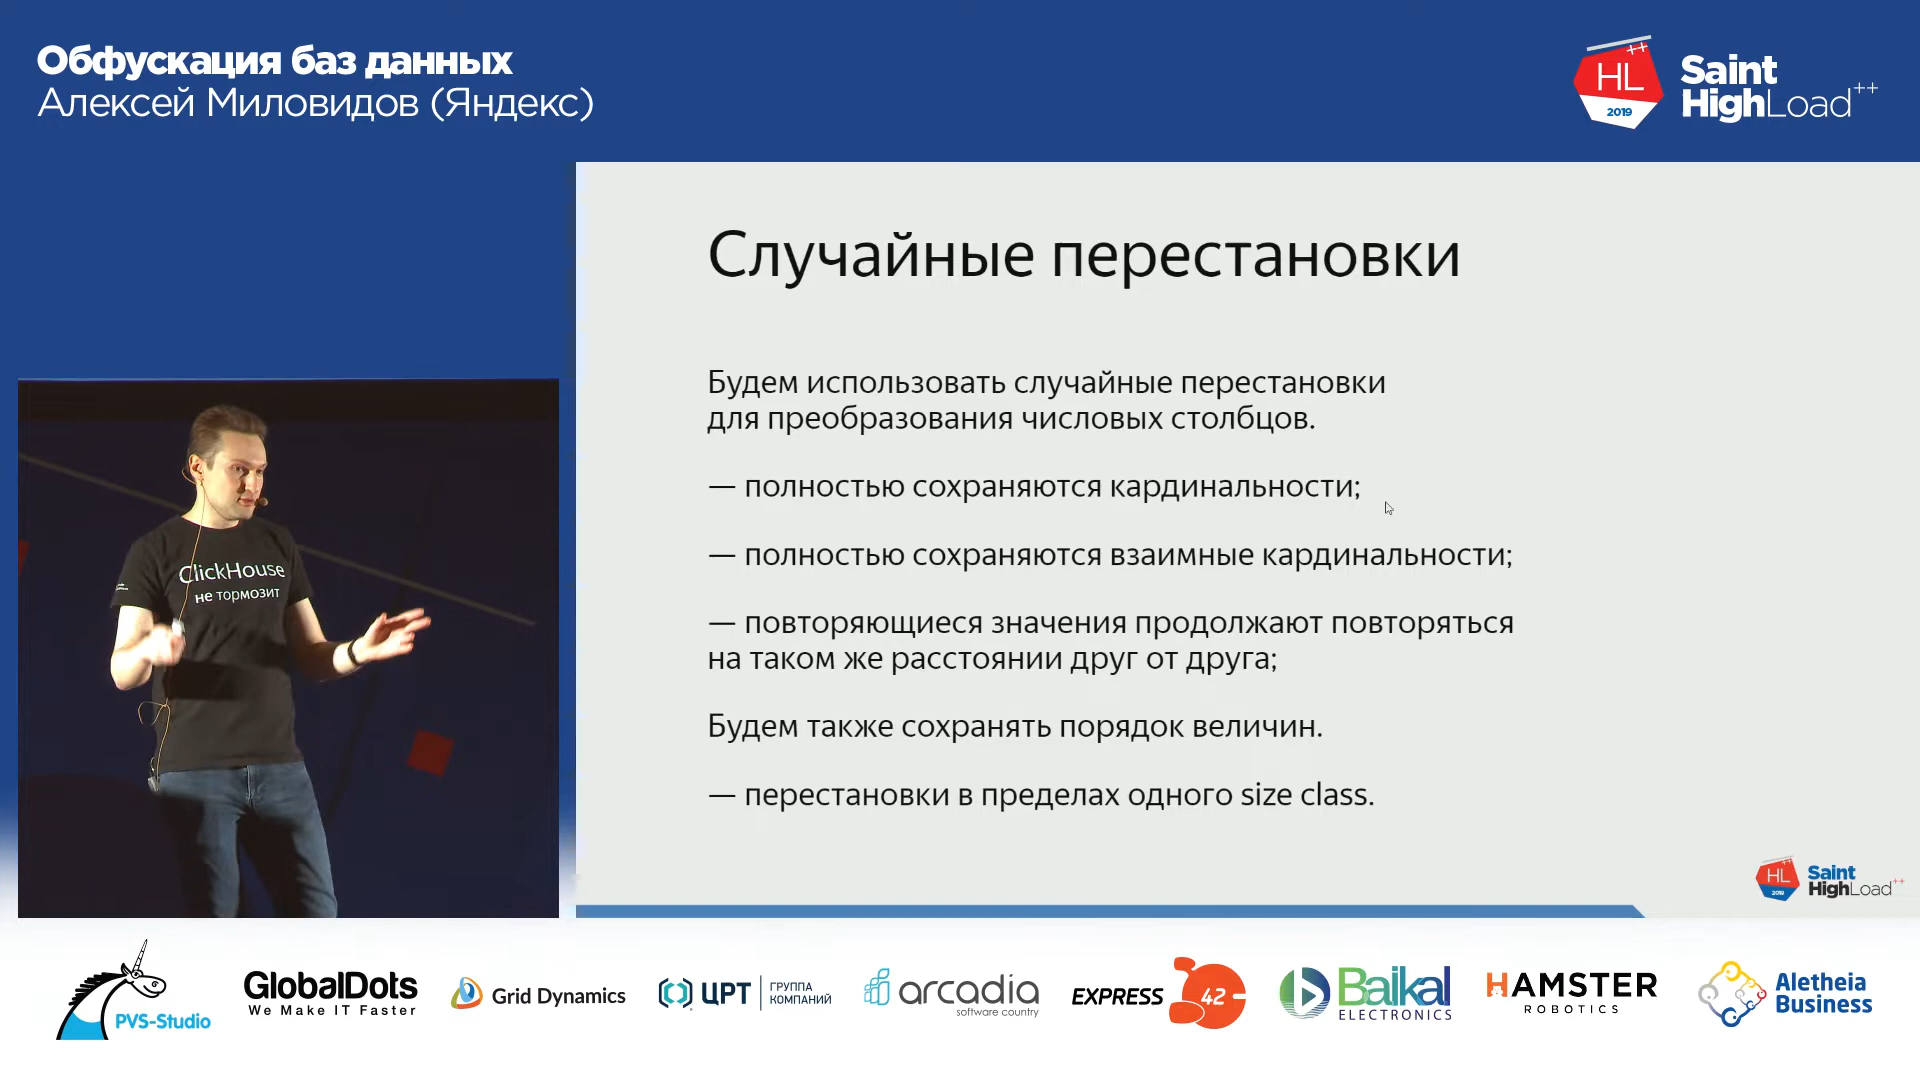 Обфускация баз данных
Алексей Миловидов (Яндекс)
HL++
2019
Saint
HighLoad++
Случайные перестановки
Будем использовать случайные перестановки
для преобразования числовых столбцов.
— полностью сохраняются кардинальности;
— полностью сохраняются взаимные кардинальности;
— повторяющиеся значения продолжают повторяться
на таком же расстоянии друг от друга;
Будем также сохранять порядок величин.
— перестановки в пределах одного size class.
ClickHouse
не тормозит
HL++
2019
Saint
HighLoad++
PVS-Studio
GlobalDots
We Make IT Faster
Grid Dynamics
ЦРТ
ГРУППА
КОМПАНИЙ
arcadia
software country
EXPRESS 42
Baikal
ELECTRONICS
HAMSTER
ROBOTICS
Aletheia
Business